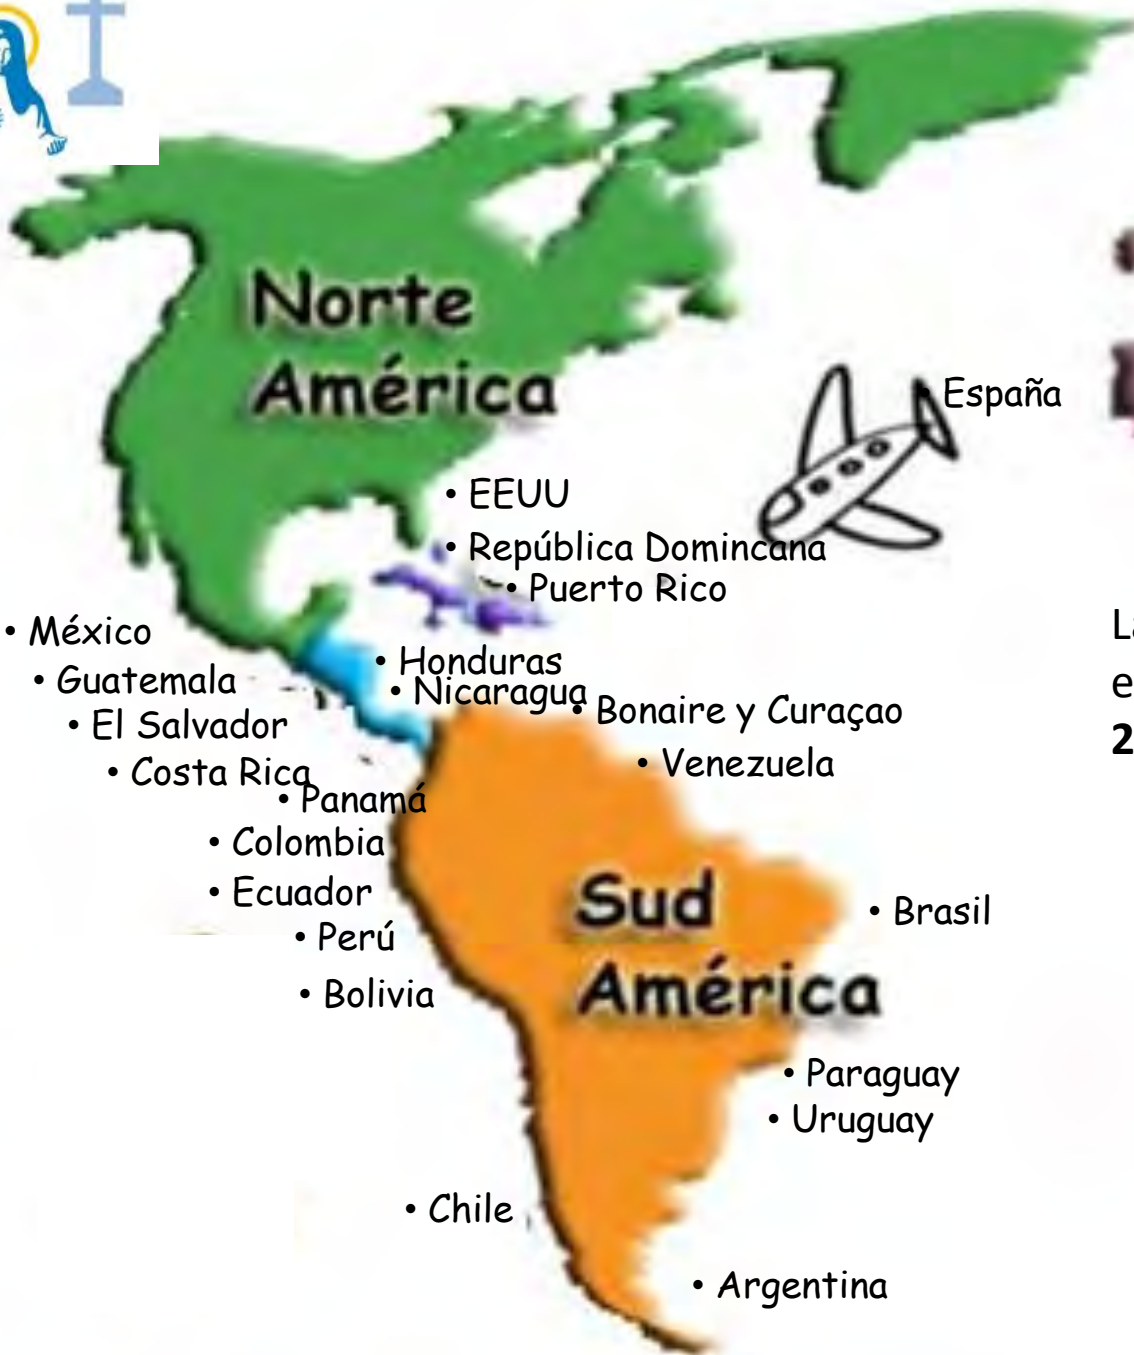 Norte
América
España
• EEUU
• República Domincana
• Puerto Rico
• México
• Guatemala
• El Salvador
• Costa Rica
• Panamá
• Honduras
• Nicaragua
• Bonaire y Curaçao
• Venezuela
• Colombia
• Ecuador
• Perú
• Bolivia
Sud
América
• Brasil
• Paraguay
• Uruguay
• Chile
• Argentina
2